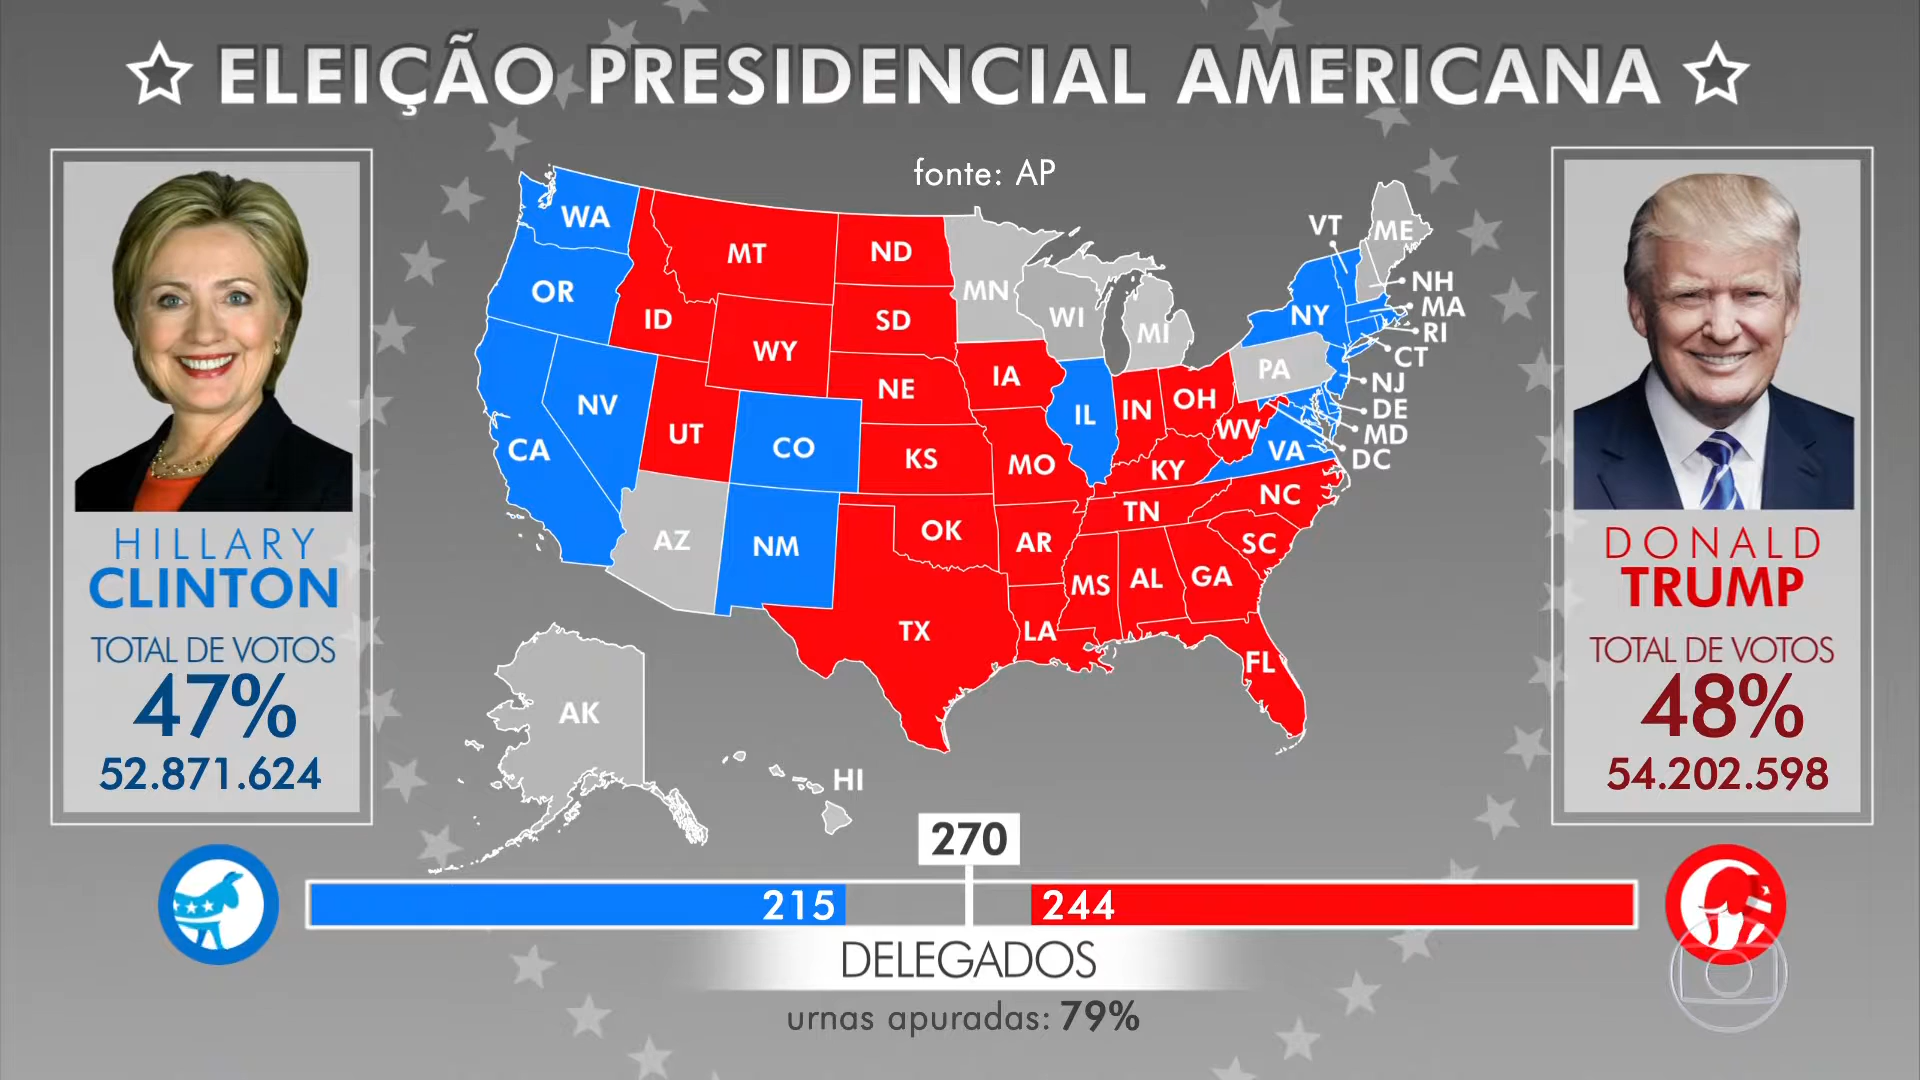 ELEIÇÃO PRESIDENCIAL AMERICANA
fonte: AP
HILLARY
CLINTON
TOTAL DE VOTOS
47%
52.871.624
WA
OR
CA
NV
ID
MT
WY
UT
AZ
CO
NM
ND
SD
NE
KS
OK
TX
MN
IA
MO
AR
LA
WI
IL
MI
IN
OH
KY
TN
MS
AL
GA
FL
SC
NC
VA
WV
PA
NY
VT
ME
NH
MA
RI
CT
NJ
DE
MD
DC
AK
HI
DONALD
TRUMP
TOTAL DE VOTOS
48%
54.202.598
270
215
244
DELEGADOS
urnas apuradas: 79%